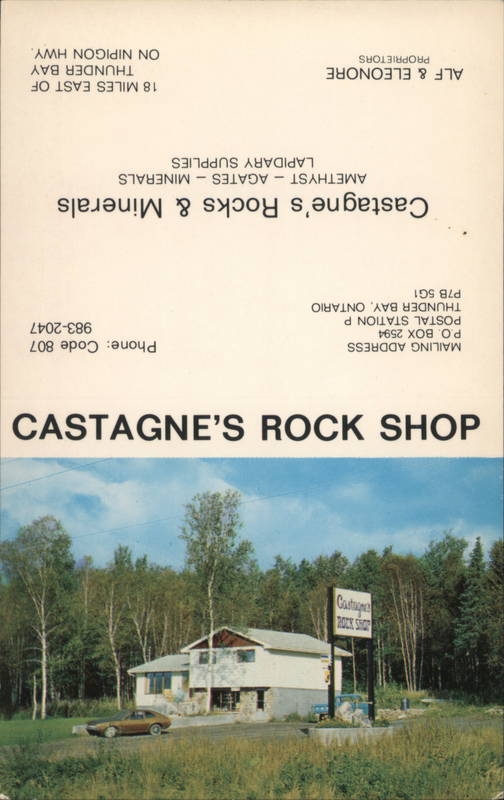 MAILING ADDRESS
P.O. BOX 2594
POSTAL STATION P
THUNDER BAY, ONTARIO
P7B 5G1
Phone: Code 807
983-2047
Castagne's Rocks & Minerals
AMETHYST – AGATES – MINERALS
LAPIDARY SUPPLIES
ALF & ELEONORE
PROPRIETORS
18 MILES EAST OF
THUNDER BAY
ON NIPIGON HWY.
CASTAGNE'S ROCK SHOP
Castagne's
ROCK SHOP